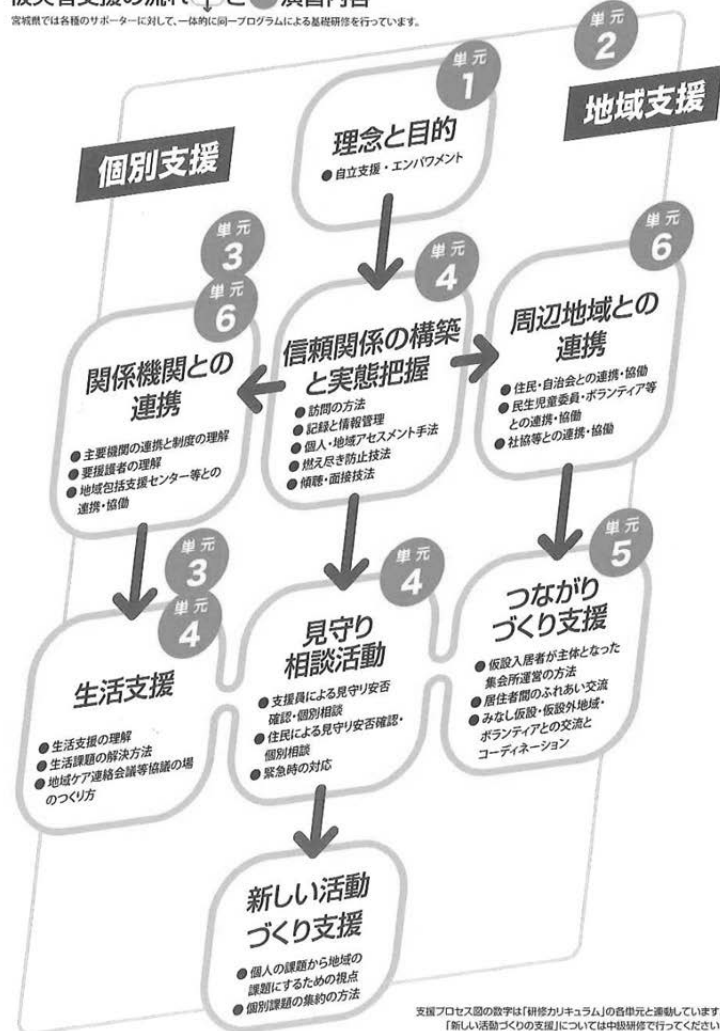 宮城県では各種のサポーターに対して、一体的に同一プログラムによる基礎研修を行っています。
単元
2
地域支援
個別支援
単元
1
理念と目的
●自立支援・エンパワメント
単元
3
単元
6
関係機関との
連携
●主要機関の連携と制度の理解
●要援護者の理解
●地域包括支援センター等との
連携・協働
単元
4
信頼関係の構築
と実態把握
●訪問の方法
●記録と情報管理
●個人・地域アセスメント手法
●燃え尽き防止技法
●傾聴・面接技法
単元
6
周辺地域との
連携
●住民・自治会との連携・協働
●民生児童委員・ボランティア等
との連携・協働
●社協等との連携・協働
単元
3
単元
4
生活支援
●生活支援の理解
●生活課題の解決方法
●地域ケア連絡会議等協議の場
のつくり方
単元
4
見守り
相談活動
●支援員による見守り安否
確認・個別相談
●住民による見守り安否確認・
個別相談
●緊急時の対応
単元
5
つながり
づくり支援
●仮設入居者が主体となった
集会所運営の方法
●居住者間のふれあい交流
●みなし仮設・仮設外地域・
ボランティアとの交流と
コーディネーション
新しい活動
づくり支援
●個人の課題から地域の
課題にするための視点
●個別課題の集約の方法
支援プロセス図の数字は「研修カリキュラム」の各単元と連動しています
「新しい活動づくりの支援」については中級研修で行ってください